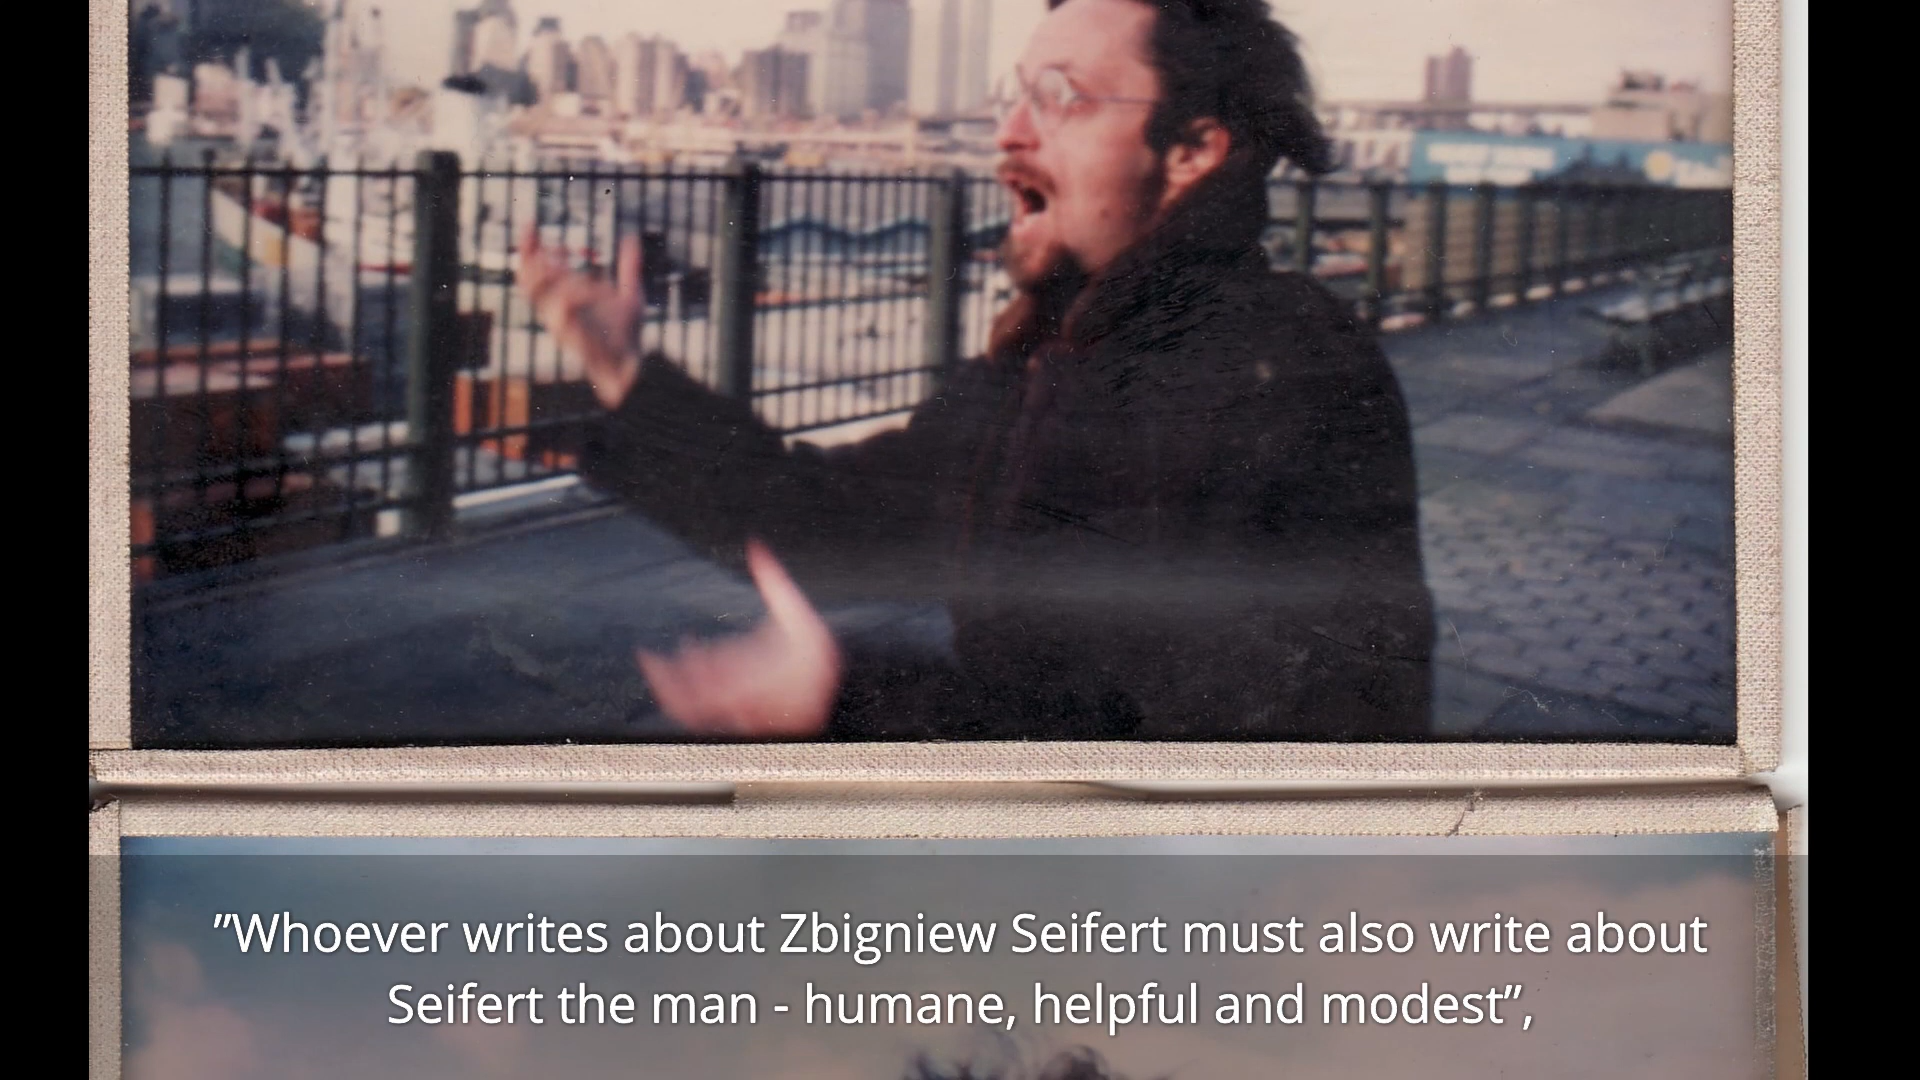 ”Whoever writes about Zbigniew Seifert must also write about
Seifert the man - humane, helpful and modest”,